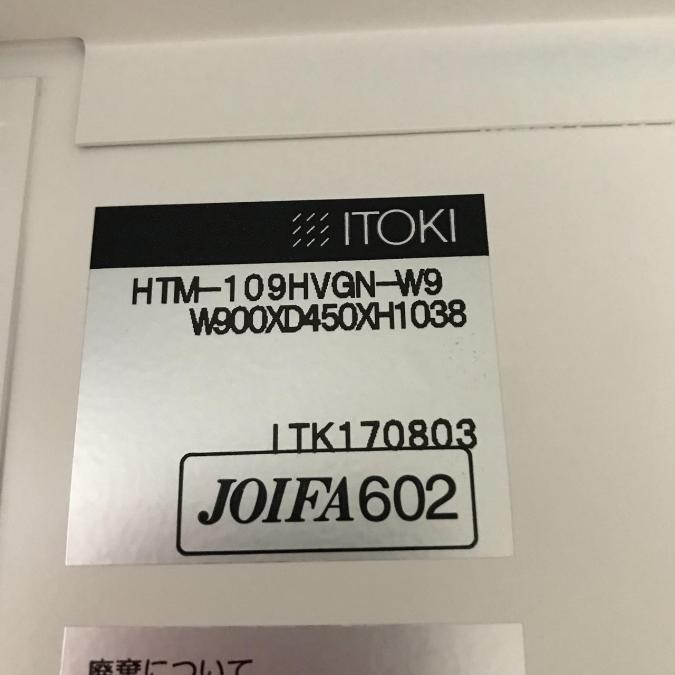 ITOKI
HTM-109HVGN-W9
W900XD450XH1038
ITK170803
JOIFA602
廃棄について